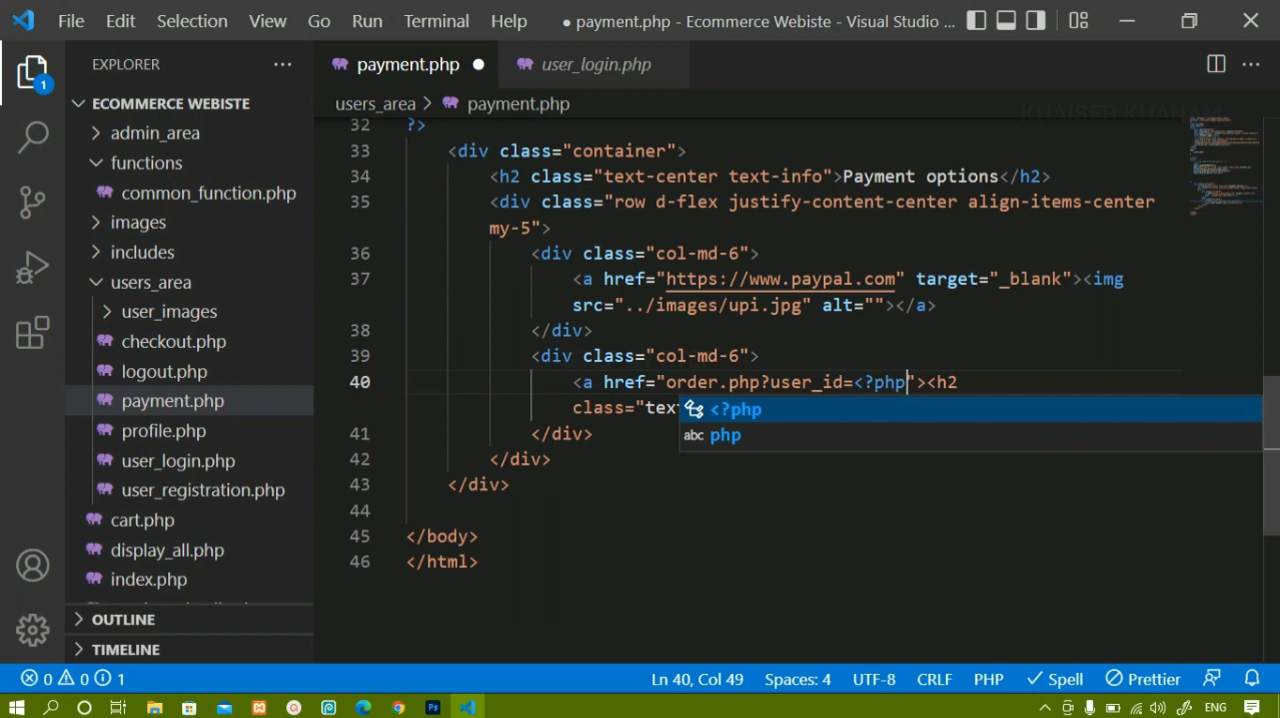 File Edit Selection View Go Run Terminal Help ● payment.php - Ecommerce Webiste - Visual Studio ...
EXPLORER ...
1
payment.php ●
user_login.php
...
ECOMMERCE WEBISTE
users_area > payment.php
KHAISER KHANAM
admin_area
functions
common_function.php
images
includes
users_area
user_images
checkout.php
logout.php
payment.php
profile.php
user_login.php
user_registration.php
cart.php
display_all.php
index.php
OUTLINE
TIMELINE
32 ?>
33 <div class="container">
34 <h2 class="text-center text-info">Payment options</h2>
35 <div class="row d-flex justify-content-center align-items-center
my-5">
36 <div class="col-md-6">
37 <a href="https://www.paypal.com" target="_blank"><img
src="../images/upi.jpg" alt=""></a>
38 </div>
39 <div class="col-md-6">
40 <a href="order.php?user_id=<?php"><h2
class="tex
<?php
abc php
41 </div>
42 </div>
43 </div>
44
45 </body>
46 </html>
0 0 1 Ln 40, Col 49 Spaces: 4 UTF-8 CRLF PHP Spell Prettier
Ps ENG